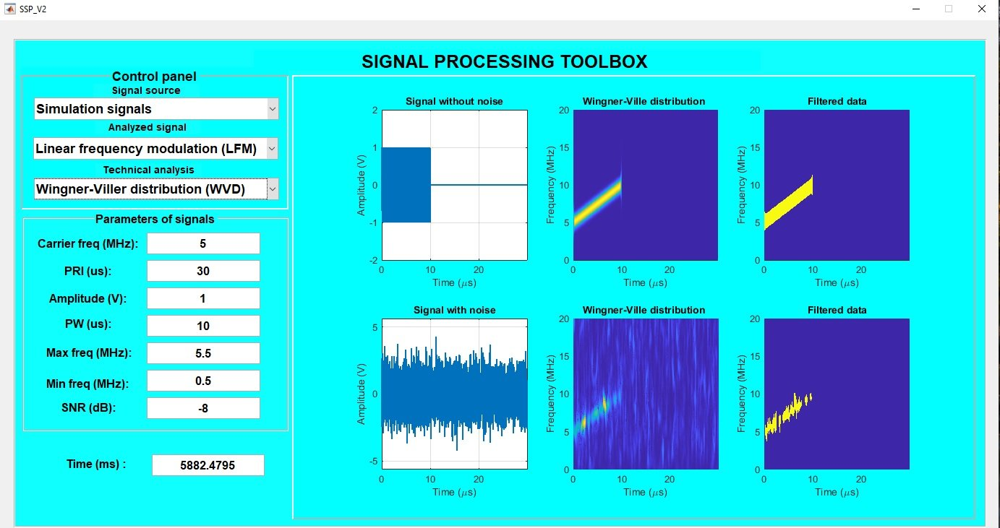 SSP_V2
SIGNAL PROCESSING TOOLBOX
Control panel
Signal source
Simulation signals
Analyzed signal
Linear frequency modulation (LFM)
Technical analysis
Wingner-Viller distribution (WVD)
Parameters of signals
Carrier freq (MHz): 5
PRI (us): 30
Amplitude (V): 1
PW (us): 10
Max freq (MHz): 5.5
Min freq (MHz): 0.5
SNR (dB): -8
Time (ms) : 5882.4795
Signal without noise
2
1
0
-1
-2
Amplitude (V)
0 10 20
Time (μs)
Wingner-Ville distribution
20
15
10
5
0
Frequency (MHz)
0 10 20
Time (μs)
Filtered data
20
15
10
5
0
Frequency (MHz)
0 10 20
Time (μs)
Signal with noise
5
0
-5
Amplitude (V)
0 10 20
Time (μs)
Wingner-Ville distribution
20
15
10
5
0
Frequency (MHz)
0 10 20
Time (μs)
Filtered data
20
15
10
5
0
Frequency (MHz)
0 10 20
Time (μs)